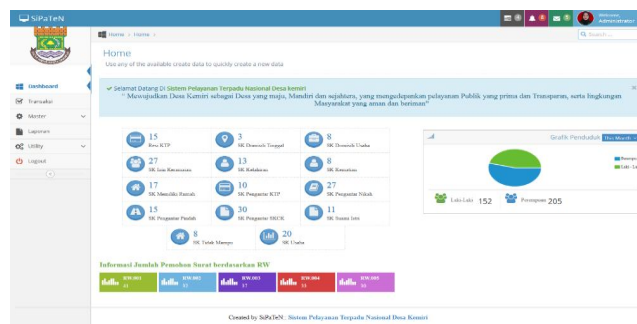 SiPaTeN
Welcome,
Administrator
Home > Home >
Search ...
Home
Use any of the available create data to quickly create a new data
Dashboard
Transaksi
Master
Laporan
Utility
Logout
Selamat Datang Di Sistem Pelayanan Terpadu Nasional Desa kemiri
" Mewujudkan Desa Kemiri sebagai Desa yang maju, Mandiri dan sejahtera, yang mengedepankan pelayanan Publik yang prima dan Transparan, serta lingkungan
Masyarakat yang aman dan beriman"
15
Resi KTP
3
SK Domisili Tinggal
8
SK Domisili Usaha
27
SK Izin Keramaian
13
SK Kelahiran
8
SK Kematian
17
SK Memiliki Rumah
10
SK Pengantar KTP
27
SK Pengantar Nikah
15
SK Pengantar Pindah
30
SK Pengantar SKCK
11
SK Suami Istri
8
SK Tidak Mampu
20
SK Usaha
Grafik Penduduk
This Month
Laki-Laki 152
Perempuan 205
Informasi Jumlah Pemohon Surat berdasarkan RW
RW.001
RW.002
RW.003
RW.004
RW.005
Created by SiPaTeN:: Sistem Pelayanan Terpadu Nasional Desa Kemiri